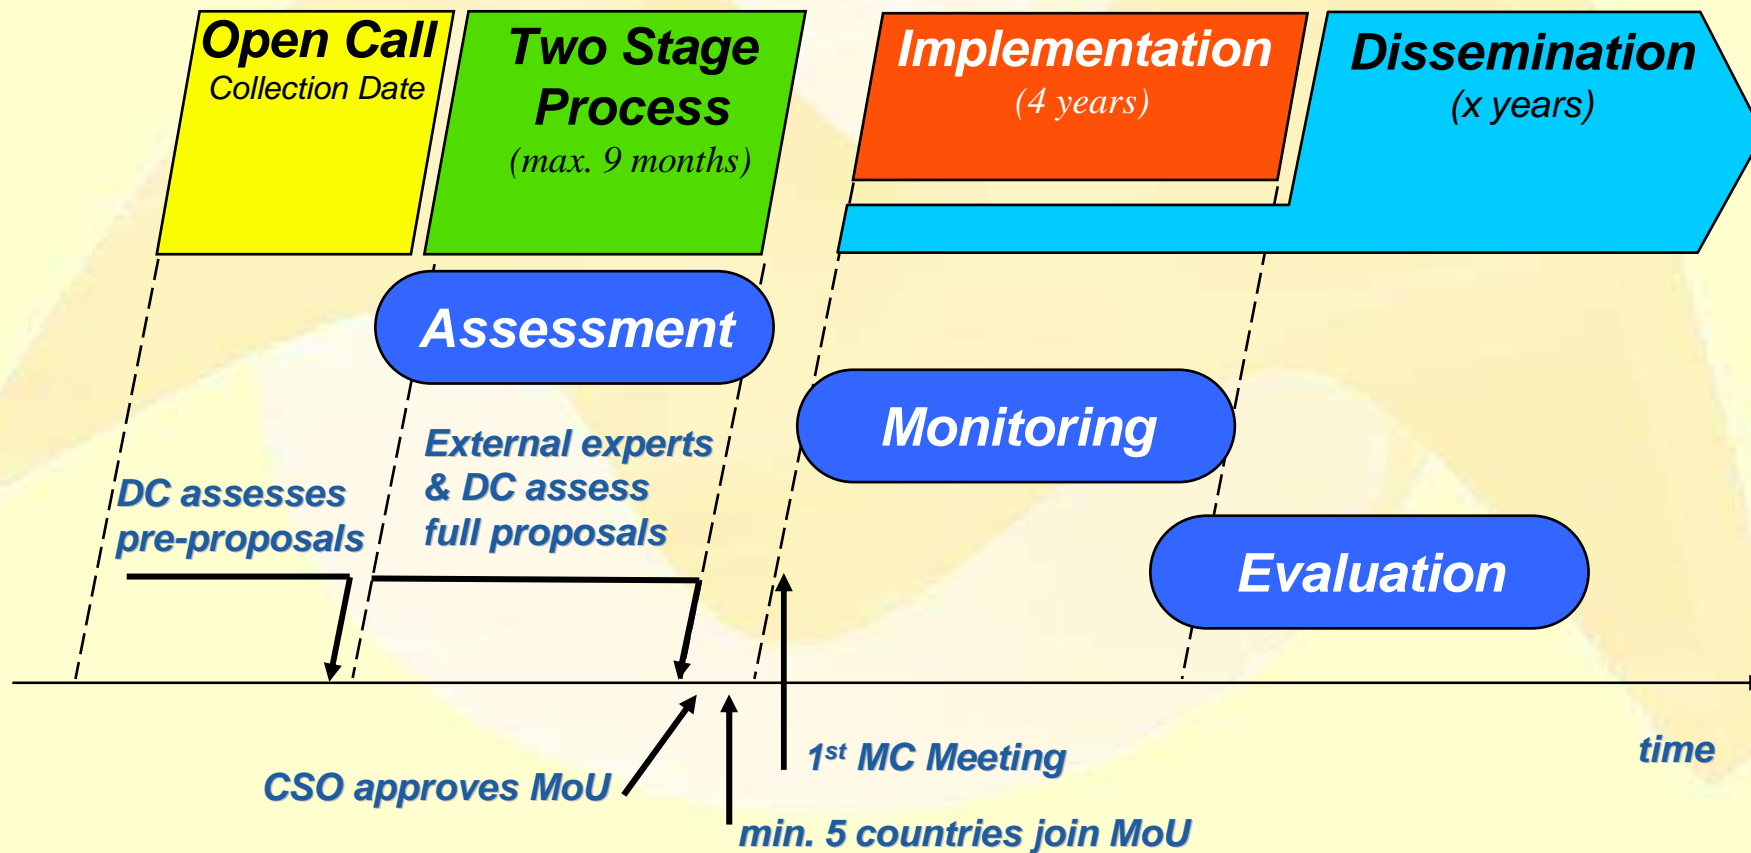 Open Call
Collection Date
Two Stage
Process
(max. 9 months)
Implementation
(4 years)
Dissemination
(x years)
Assessment
Monitoring
Evaluation
DC assesses
pre-proposals
External experts
& DC assess
full proposals
CSO approves MoU
1st MC Meeting
min. 5 countries join MoU
time